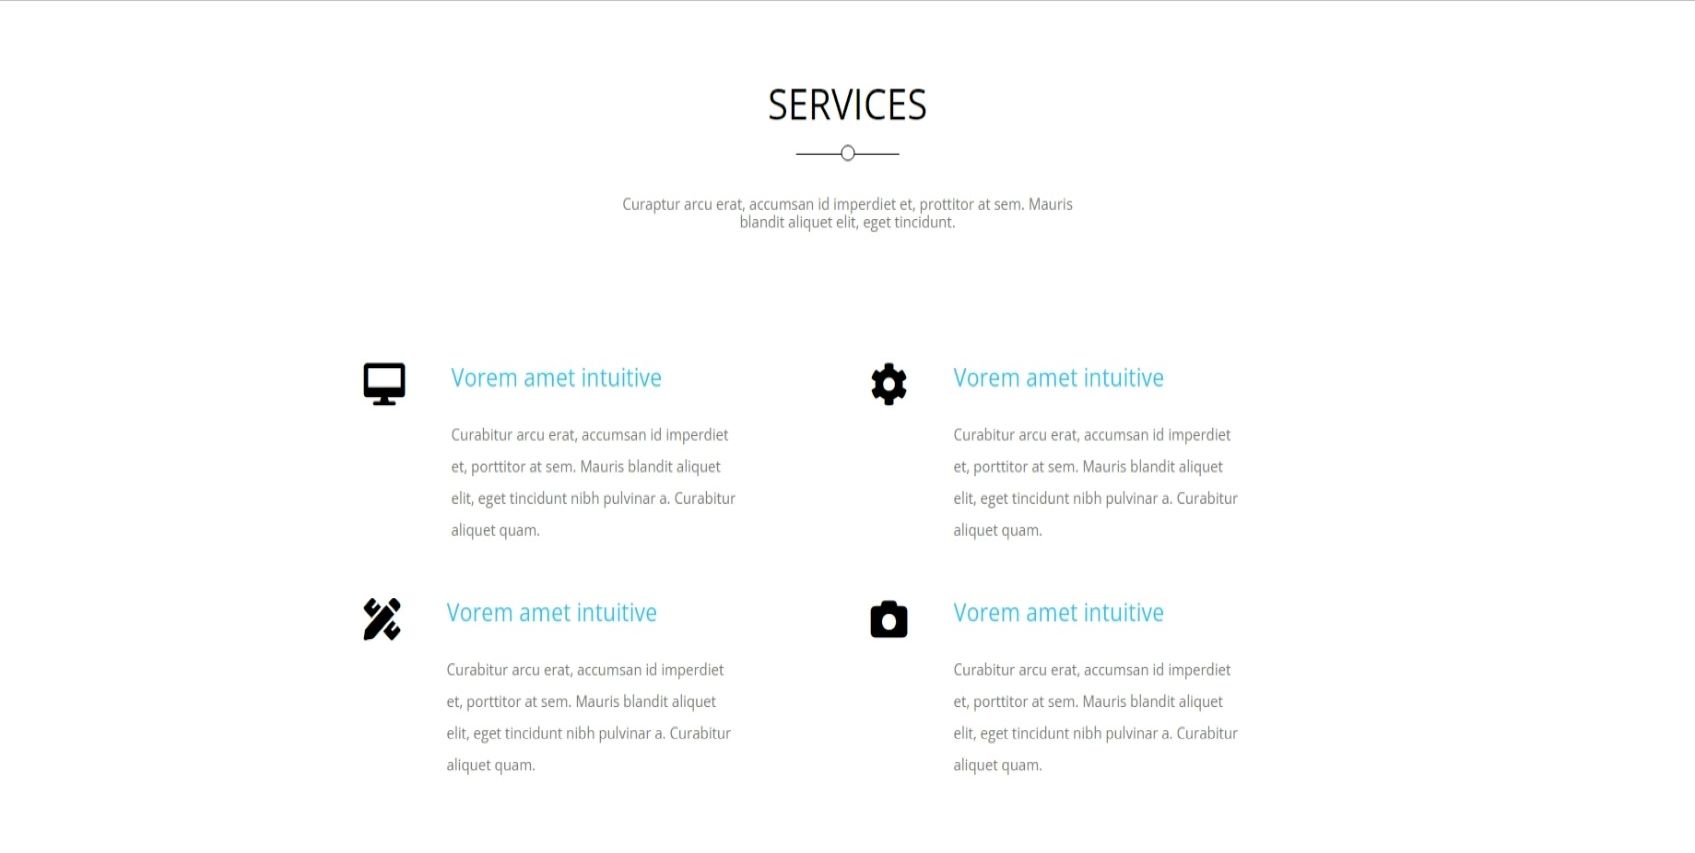 SERVICES
Curaptur arcu erat, accumsan id imperdiet et, prottitor at sem. Mauris
blandit aliquet elit, eget tincidunt.
Vorem amet intuitive
Curabitur arcu erat, accumsan id imperdiet
et, porttitor at sem. Mauris blandit aliquet
elit, eget tincidunt nibh pulvinar a. Curabitur
aliquet quam.
Vorem amet intuitive
Curabitur arcu erat, accumsan id imperdiet
et, porttitor at sem. Mauris blandit aliquet
elit, eget tincidunt nibh pulvinar a. Curabitur
aliquet quam.
Vorem amet intuitive
Curabitur arcu erat, accumsan id imperdiet
et, porttitor at sem. Mauris blandit aliquet
elit, eget tincidunt nibh pulvinar a. Curabitur
aliquet quam.
Vorem amet intuitive
Curabitur arcu erat, accumsan id imperdiet
et, porttitor at sem. Mauris blandit aliquet
elit, eget tincidunt nibh pulvinar a. Curabitur
aliquet quam.